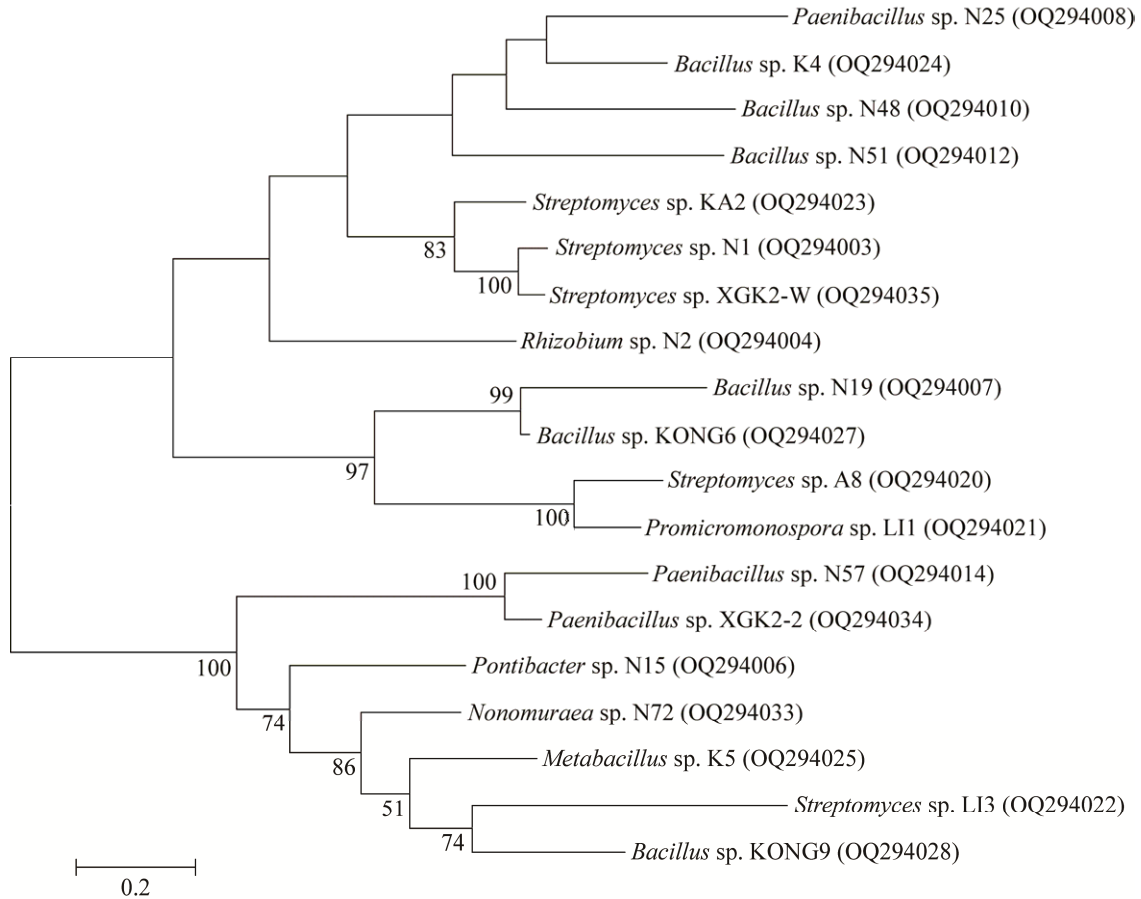 Paenibacillus sp. N25 (OQ294008)
Bacillus sp. K4 (OQ294024)
Bacillus sp. N48 (OQ294010)
Bacillus sp. N51 (OQ294012)
Streptomyces sp. KA2 (OQ294023)
83
Streptomyces sp. N1 (OQ294003)
100
Streptomyces sp. XGK2-W (OQ294035)
Rhizobium sp. N2 (OQ294004)
99
Bacillus sp. N19 (OQ294007)
Bacillus sp. KONG6 (OQ294027)
97
Streptomyces sp. A8 (OQ294020)
100
Promicromonospora sp. LI1 (OQ294021)
100
Paenibacillus sp. N57 (OQ294014)
Paenibacillus sp. XGK2-2 (OQ294034)
100
Pontibacter sp. N15 (OQ294006)
74
Nonomuraea sp. N72 (OQ294033)
86
Metabacillus sp. K5 (OQ294025)
51
Streptomyces sp. LI3 (OQ294022)
74
Bacillus sp. KONG9 (OQ294028)
0.2